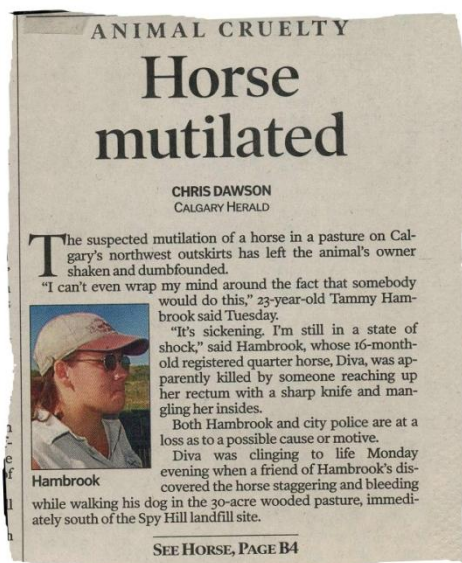 ANIMAL CRUELTY
Horse
mutilated
CHRIS DAWSON
CALGARY HERALD
The suspected mutilation of a horse in a pasture on Cal-
gary's northwest outskirts has left the animal's owner
shaken and dumbfounded.
"I can't even wrap my mind around the fact that somebody
would do this," 23-year-old Tammy Ham-
brook said Tuesday.
"It's sickening. I'm still in a state of
shock," said Hambrook, whose 16-month-
old registered quarter horse, Diva, was ap-
parently killed by someone reaching up
her rectum with a sharp knife and man-
gling her insides.
Both Hambrook and city police are at a
loss as to a possible cause or motive.
Diva was clinging to life Monday
evening when a friend of Hambrook's dis-
covered the horse staggering and bleeding
while walking his dog in the 30-acre wooded pasture, immedi-
ately south of the Spy Hill landfill site.
Hambrook
SEE HORSE, PAGE B4